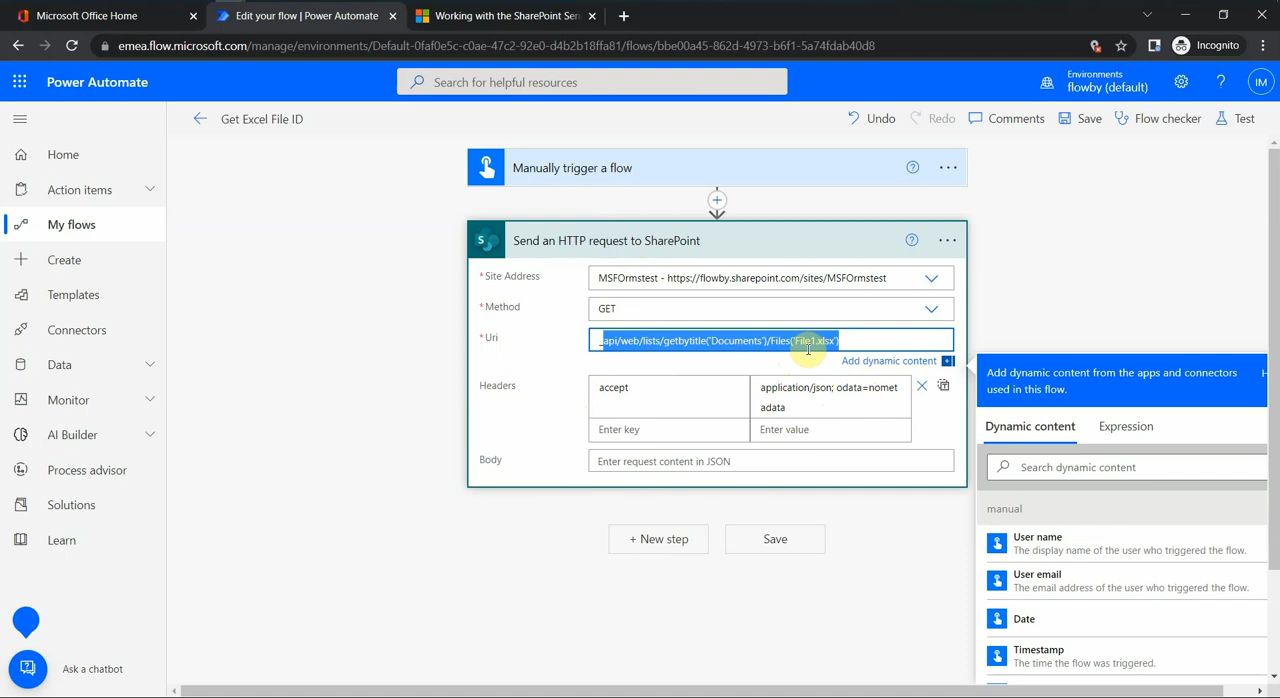 Microsoft Office Home
Edit your flow | Power Automate
Working with the SharePoint Ser
emea.flow.microsoft.com/manage/environments/Default-0faf0e5c-c0ae-47c2-92e0-d4b2b18ffa81/flows/bbe00a45-862d-4973-b6f1-5a74fdab40d8
Incognito
Power Automate
Search for helpful resources
Environments
flowby (default)
IM
Get Excel File ID
Undo
Redo
Comments
Save
Flow checker
Test
Home
Action items
My flows
Create
Templates
Connectors
Data
Monitor
AI Builder
Process advisor
Solutions
Learn
Ask a chatbot
Manually trigger a flow
Send an HTTP request to SharePoint
* Site Address
MSFOrmstest - https://flowby.sharepoint.com/sites/MSFOrmstest
* Method
GET
* Uri
_api/web/lists/getbytitle('Documents')/Files('File1.xlsx')
Add dynamic content
Headers
accept
application/json; odata=nomet
adata
Enter key
Enter value
Body
Enter request content in JSON
+ New step
Save
Add dynamic content from the apps and connectors
used in this flow.
Dynamic content
Expression
Search dynamic content
manual
User name
The display name of the user who triggered the flow.
User email
The email address of the user who triggered the flow.
Date
Timestamp
The time the flow was triggered.